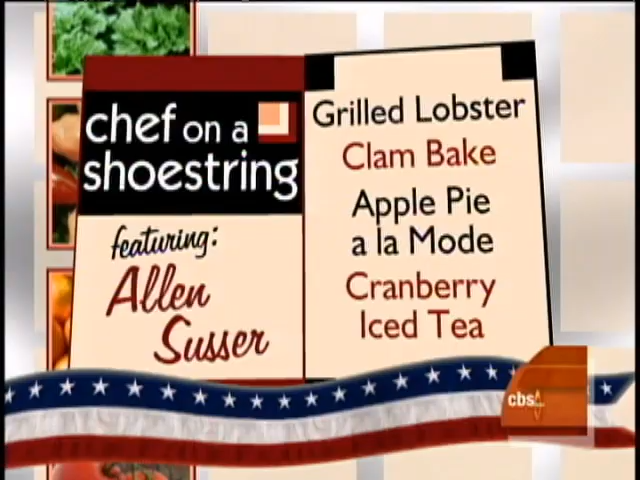 chef on a
shoestring
featuring:
Allen
Susser
Grilled Lobster
Clam Bake
Apple Pie
a la Mode
Cranberry
Iced Tea
cbs